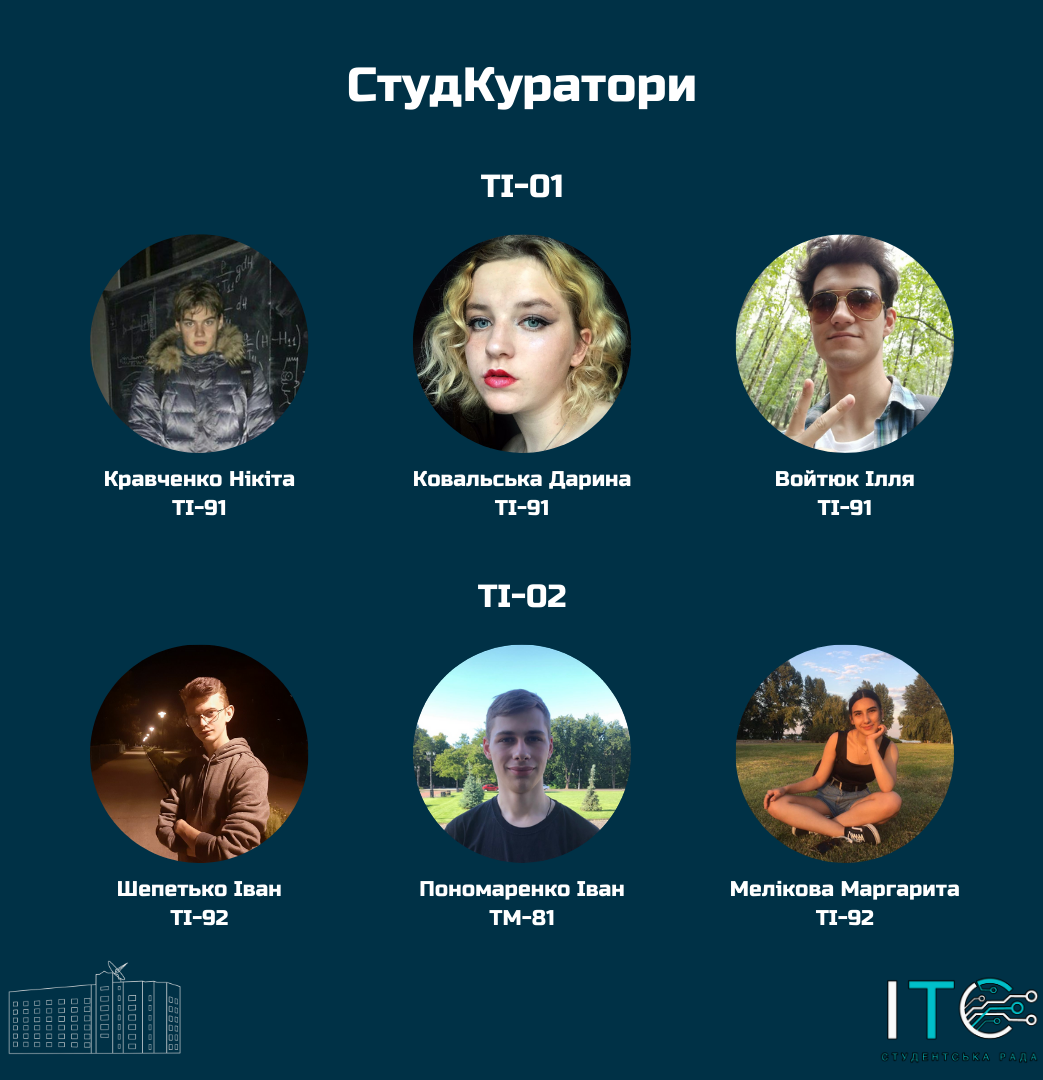 СтудКуратори
ТІ-01
Кравченко Нікіта
ТІ-91
Ковальська Дарина
ТІ-91
Войтюк Ілля
ТІ-91
ТІ-02
Шепетько Іван
ТІ-92
Пономаренко Іван
ТМ-81
Мелікова Маргарита
ТІ-92
ІТС
СТУДЕНТСЬКА РАДА